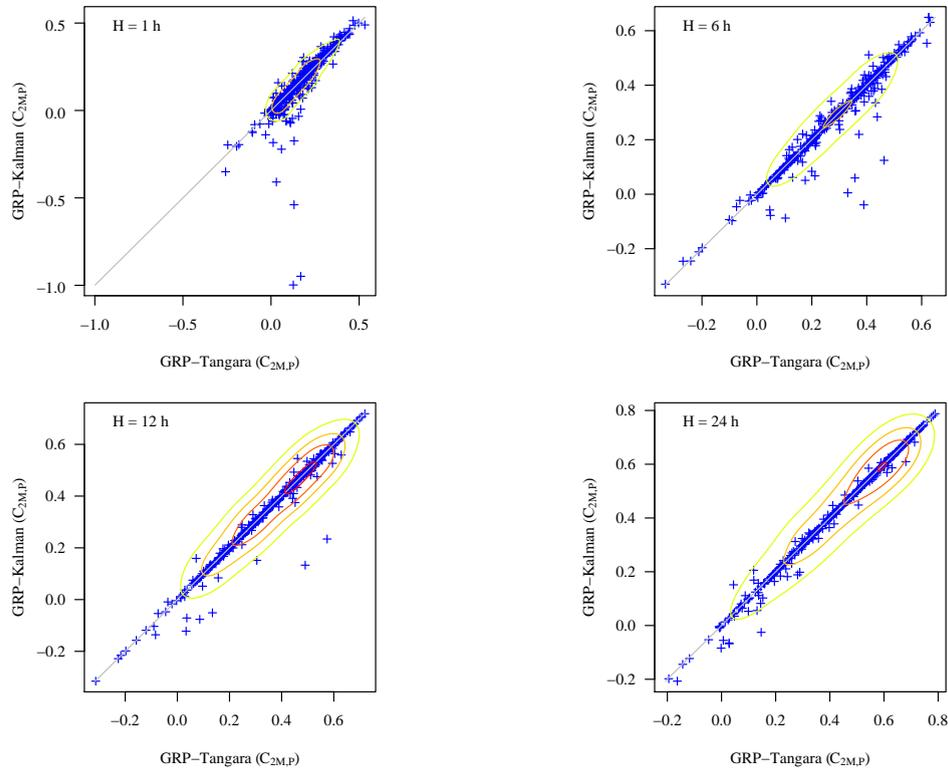 H = 1 h
0.5
0.0
−0.5
−1.0
GRP−Kalman (C2M,P)
−1.0 −0.5 0.0 0.5
GRP−Tangara (C2M,P)
H = 6 h
0.6
0.4
0.2
0.0
−0.2
GRP−Kalman (C2M,P)
−0.2 0.0 0.2 0.4 0.6
GRP−Tangara (C2M,P)
H = 12 h
0.6
0.4
0.2
0.0
−0.2
GRP−Kalman (C2M,P)
−0.2 0.0 0.2 0.4 0.6
GRP−Tangara (C2M,P)
H = 24 h
0.8
0.6
0.4
0.2
0.0
−0.2
GRP−Kalman (C2M,P)
−0.2 0.0 0.2 0.4 0.6 0.8
GRP−Tangara (C2M,P)